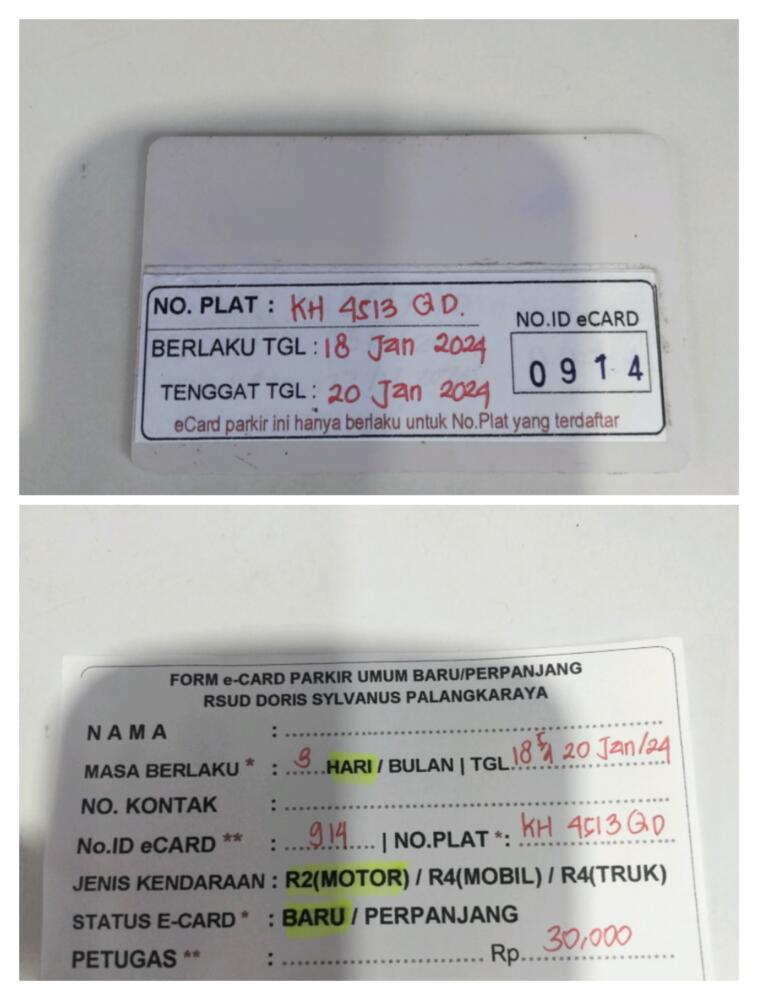 NO. PLAT : KH 4513 QD.
BERLAKU TGL : 18 Jan 2024
TENGGAT TGL : 20 Jan 2024
NO.ID eCARD
0914
eCard parkir ini hanya berlaku untuk No.Plat yang terdaftar
FORM e-CARD PARKIR UMUM BARU/PERPANJANG
RSUD DORIS SYLVANUS PALANGKARAYA
NAMA :
MASA BERLAKU * : 3 HARI / BULAN | TGL. 18 s/d 20 Jan/24
NO. KONTAK :
No.ID eCARD ** : 914 | NO.PLAT *: KH 4513 QD
JENIS KENDARAAN : R2(MOTOR) / R4(MOBIL) / R4(TRUK)
STATUS E-CARD * : BARU / PERPANJANG
PETUGAS ** : Rp. 30,000